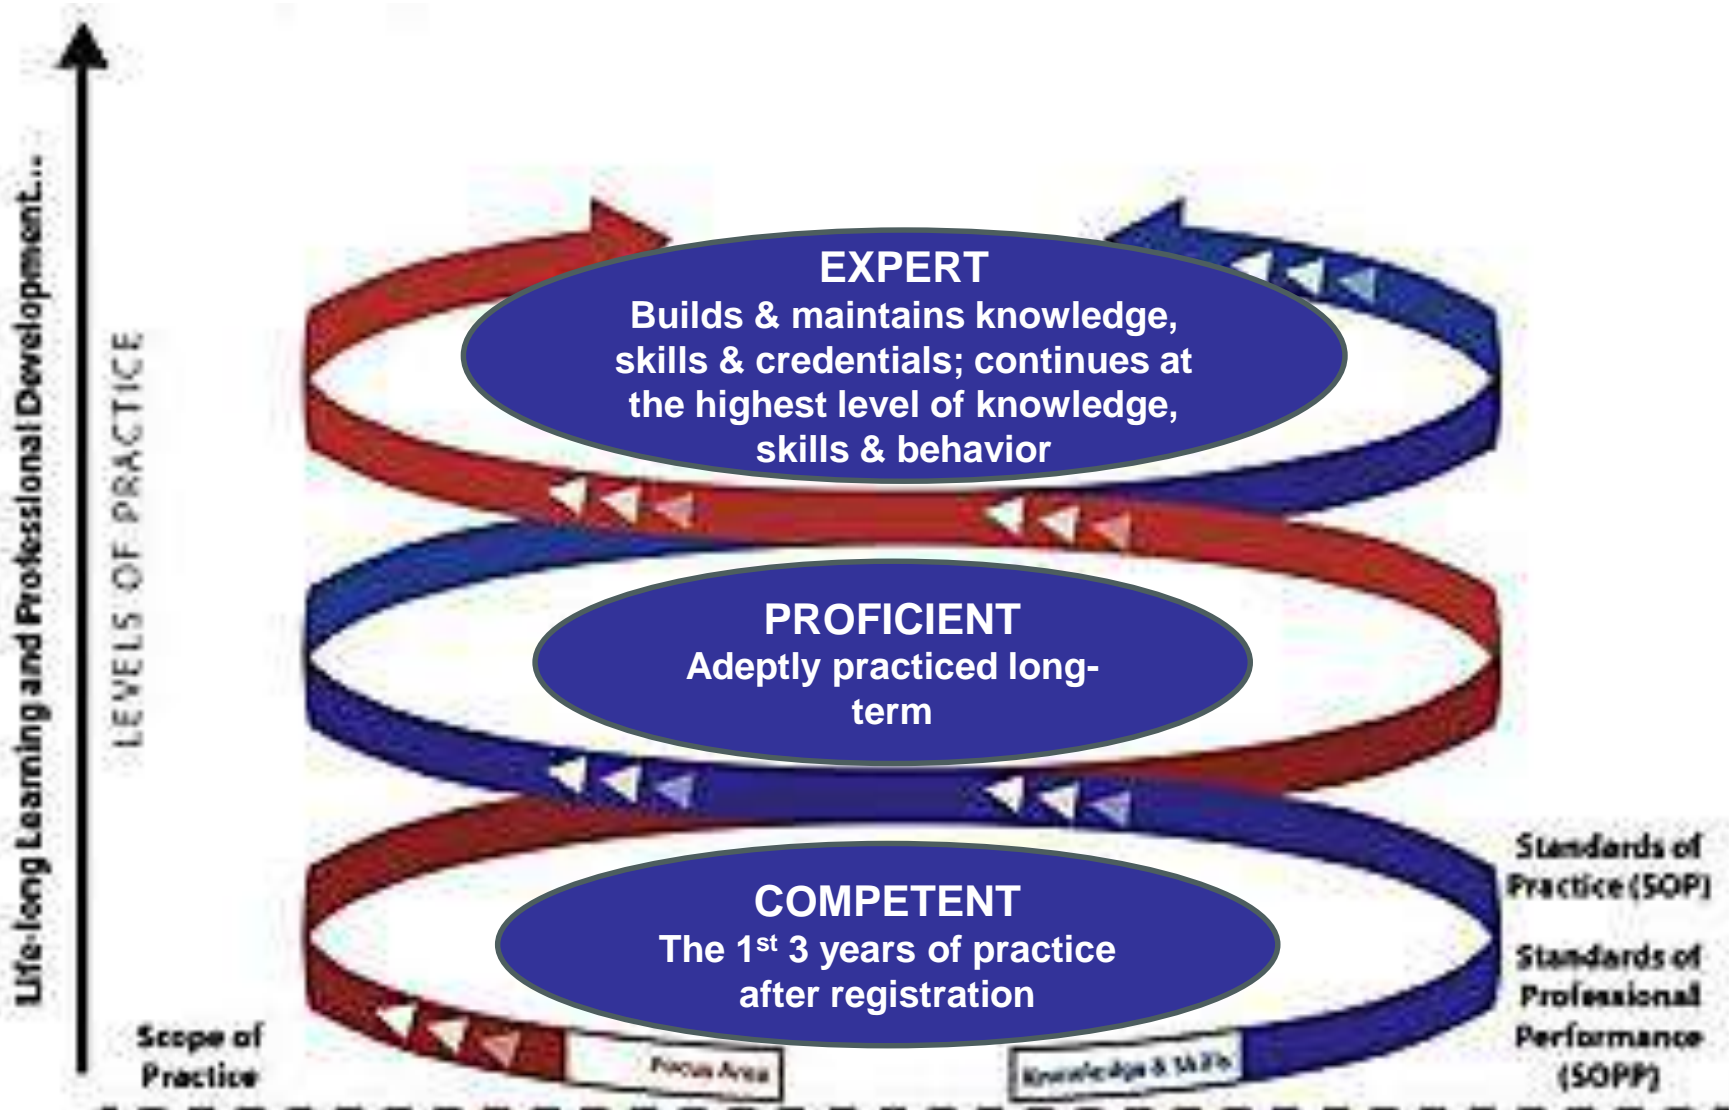 Life-long Learning and Professional Development...
LEVELS OF PRACTICE
EXPERT
Builds & maintains knowledge,
skills & credentials; continues at
the highest level of knowledge,
skills & behavior
PROFICIENT
Adeptly practiced long-
term
COMPETENT
The 1st 3 years of practice
after registration
Standards of
Practice (SOP)
Standards of
Professional
Performance
(SOPP)
Scope of
Practice
Focus Area
Knowledge & Skills